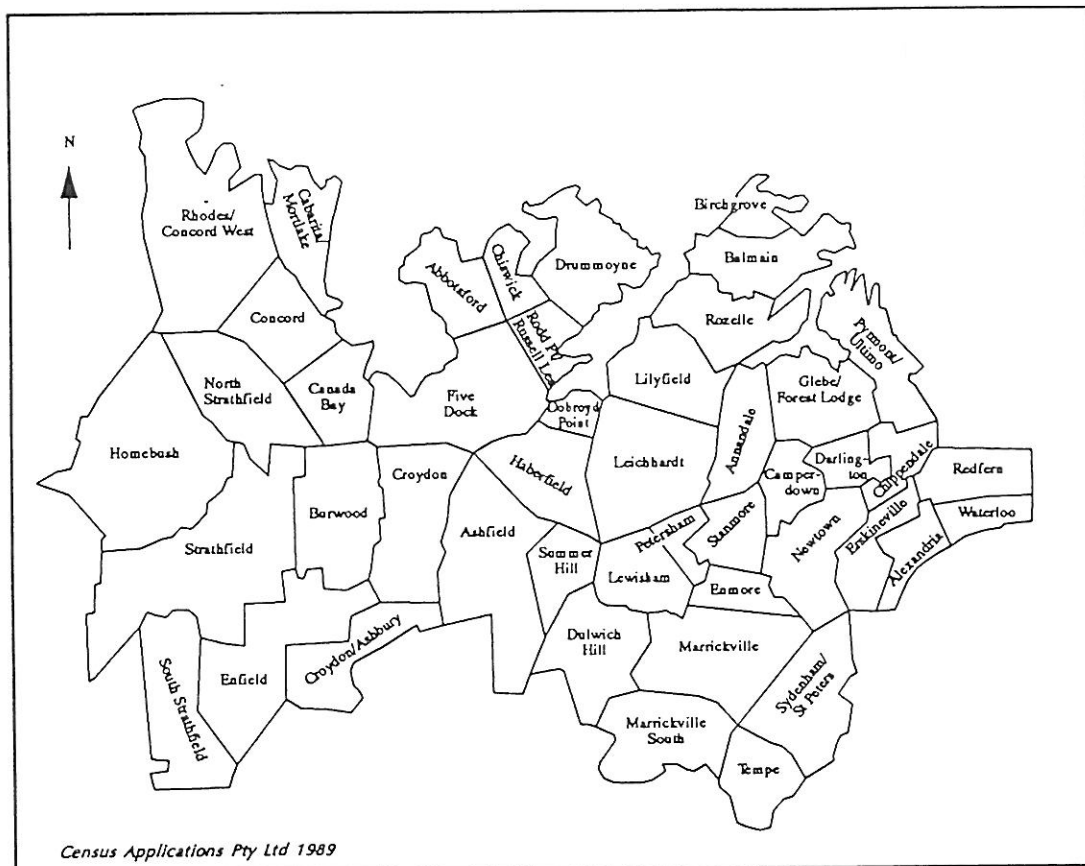 N
Rhodes/
Concord West
Cabarita/
Mortlake
Concord
North
Strathfield
Canada
Bay
Homebush
Abbotsford
Chiswick
Drummoyne
Rodd Pt/
Russell Lea
Five
Dock
Dobroyd
Point
Birchgrove
Balmain
Rozelle
Lilyfield
Pyrmont/
Ultimo
Glebe/
Forest Lodge
Annandale
Leichhardt
Haberfield
Croydon
Burwood
Strathfield
Ashfield
Summer
Hill
Petersham
Lewisham
Stanmore
Enmore
Camper-
down
Darling-
ton
Chippendale
Redfern
Waterloo
Newtown
Erskineville
Alexandria
Dulwich
Hill
Marrickville
Sydenham/
St Peters
Marrickville
South
Tempe
Croydon/Ashbury
Enfield
South Strathfield
Census Applications Pty Ltd 1989